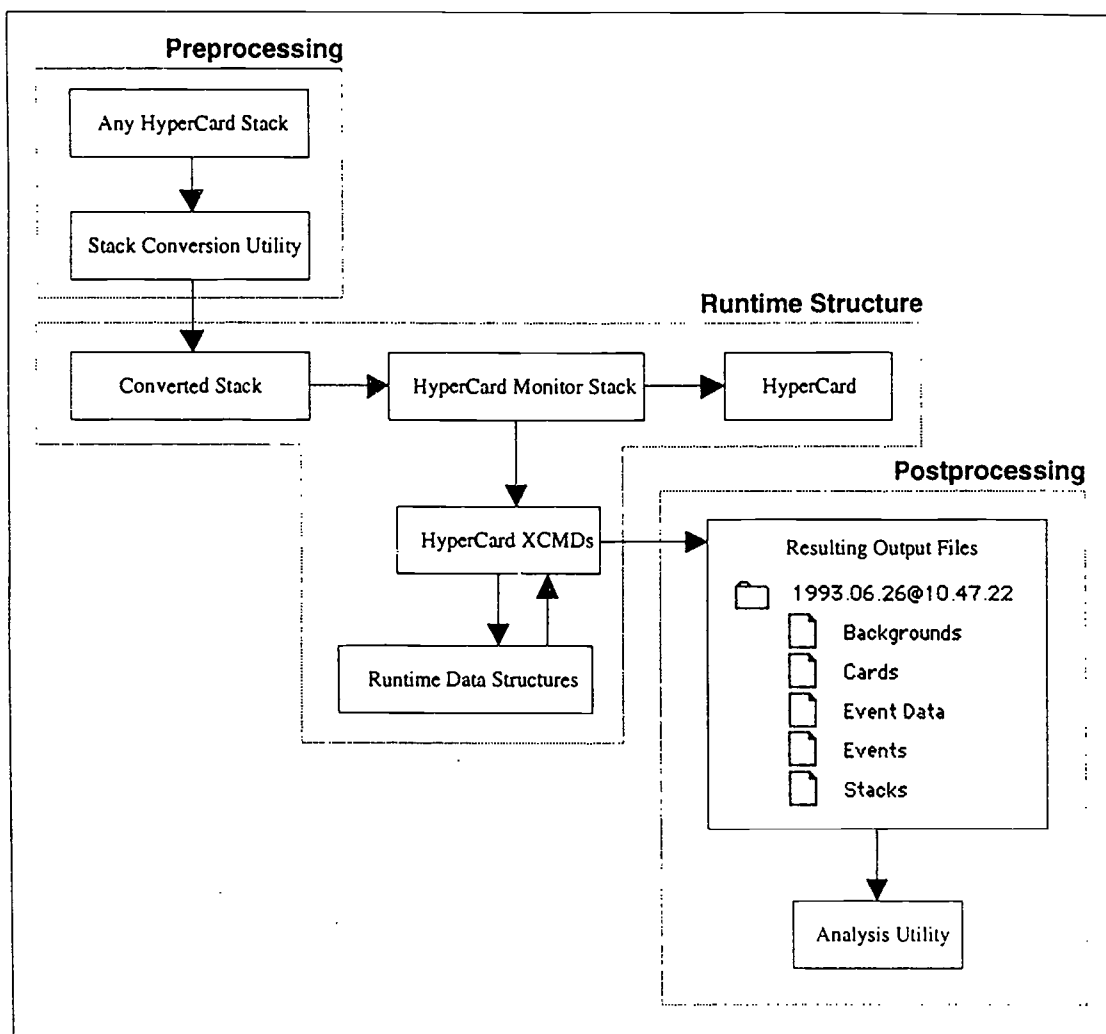 Preprocessing
Any HyperCard Stack
Stack Conversion Utility
Runtime Structure
Converted Stack
HyperCard Monitor Stack
HyperCard
Postprocessing
HyperCard XCMDs
Runtime Data Structures
Resulting Output Files
1993.06.26@10.47.22
Backgrounds
Cards
Event Data
Events
Stacks
Analysis Utility